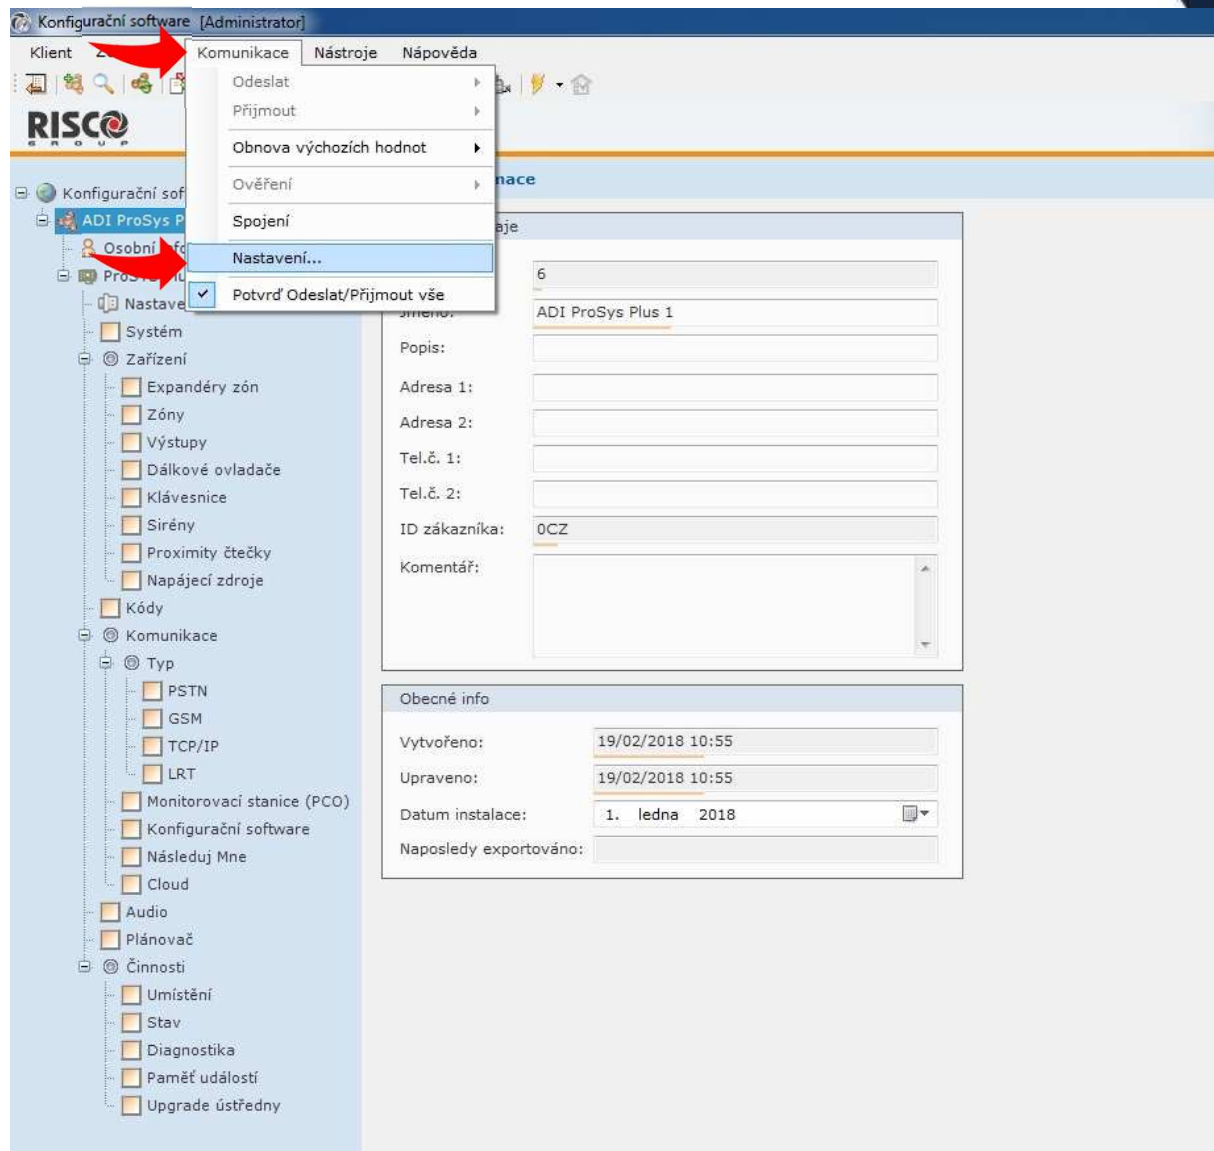 Konfigurační software [Administrator]
Klient Komunikace Nástroje Nápověda
Odeslat
Přijmout
Obnova výchozích hodnot
Ověření
Spojení
Nastavení...
Potvrď Odeslat/Přijmout vše
RISCO
GROUP
Konfigurační sof
ADI ProSys P
Osobní
Nastave
Systém
Zařízení
Expandéry zón
Zóny
Výstupy
Dálkové ovladače
Klávesnice
Sirény
Proximity čtečky
Napájecí zdroje
Kódy
Komunikace
Typ
PSTN
GSM
TCP/IP
LRT
Monitorovací stanice (PCO)
Konfigurační software
Následuj Mne
Cloud
Audio
Plánovač
Činnosti
Umístění
Stav
Diagnostika
Paměť událostí
Upgrade ústředny
mace
aje
6
Jméno: ADI ProSys Plus 1
Popis:
Adresa 1:
Adresa 2:
Tel.č. 1:
Tel.č. 2:
ID zákazníka: 0CZ
Komentář:
Obecné info
Vytvořeno: 19/02/2018 10:55
Upraveno: 19/02/2018 10:55
Datum instalace: 1. ledna 2018
Naposledy exportováno: